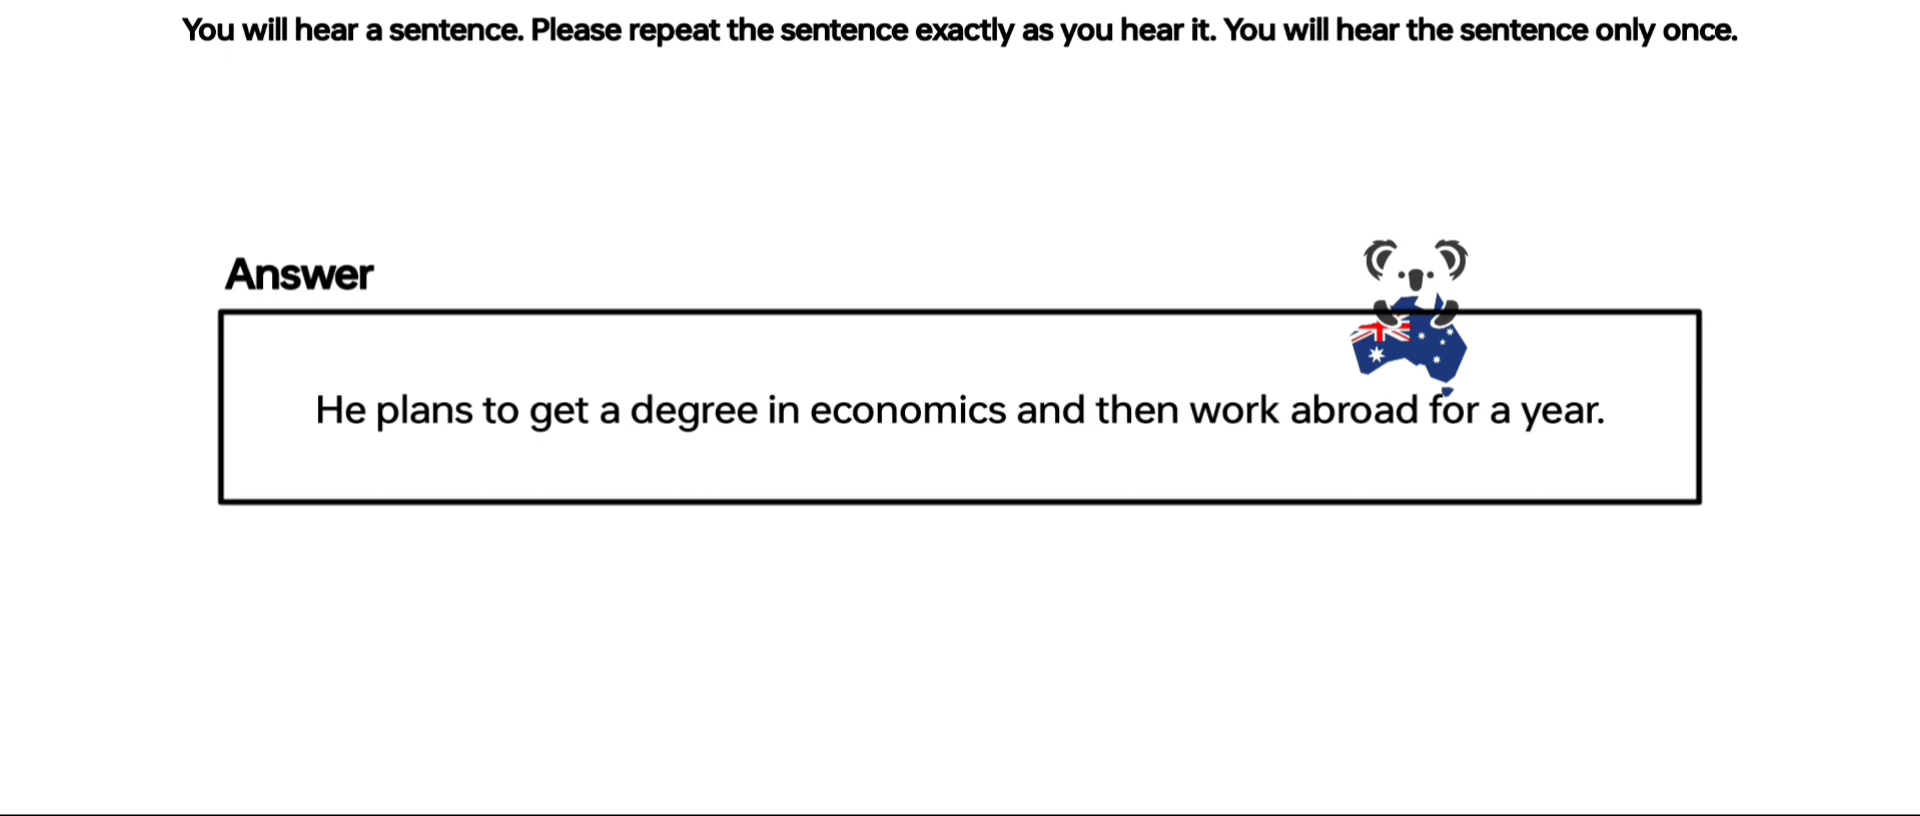 You will hear a sentence. Please repeat the sentence exactly as you hear it. You will hear the sentence only once.
Answer
He plans to get a degree in economics and then work abroad for a year.